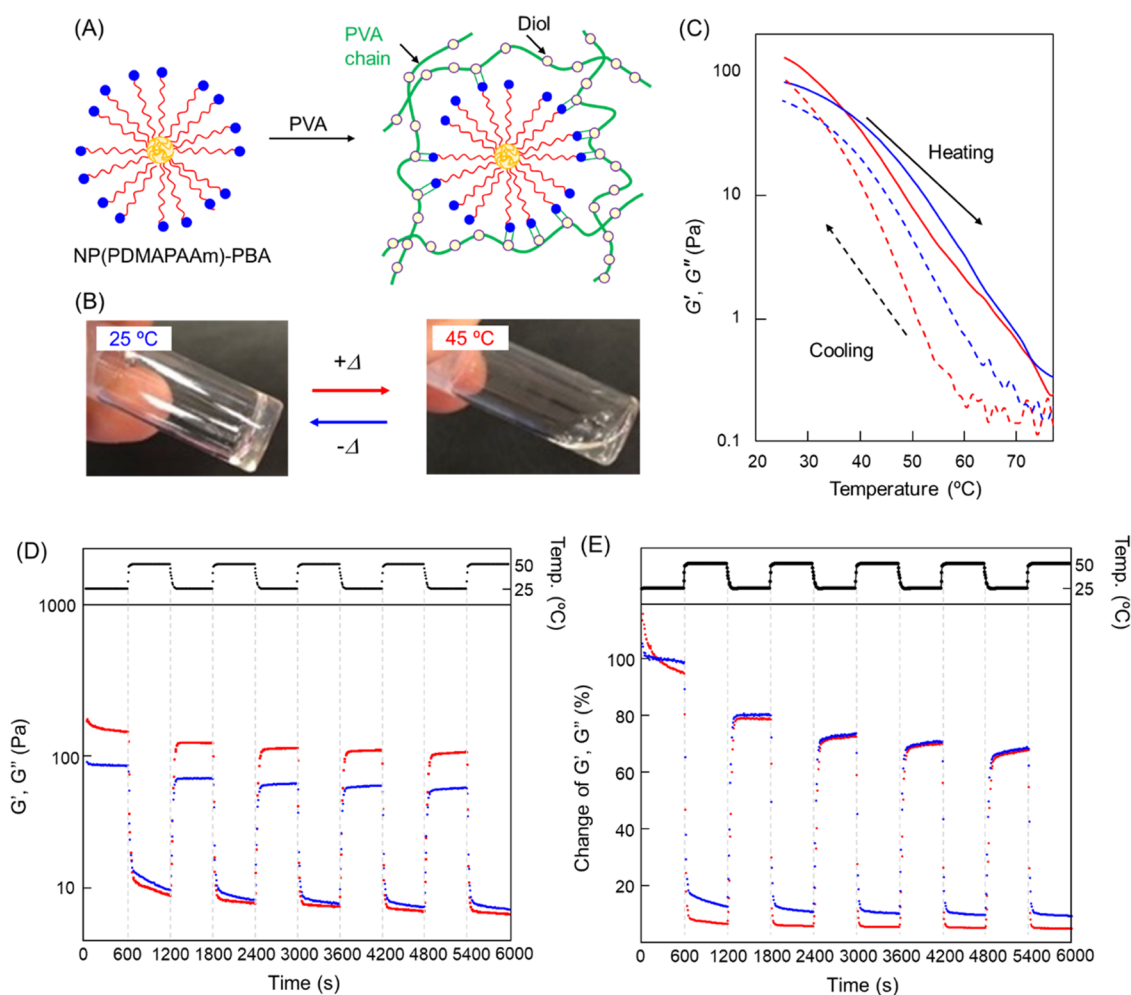 (A)
PVA
chain
Diol
PVA
NP(PDMAPAAm)-PBA
(B)
25 ºC
+Δ
-Δ
45 ºC
(C)
G', G" (Pa)
100
10
1
0.1
Heating
Cooling
20 30 40 50 60 70
Temperature (ºC)
(D)
Temp. (ºC)
50
25
G', G" (Pa)
1000
100
10
0 600 1200 1800 2400 3000 3600 4200 4800 5400 6000
Time (s)
(E)
Temp. (ºC)
50
25
Change of G', G" (%)
100
80
60
40
20
0 600 1200 1800 2400 3000 3600 4200 4800 5400 6000
Time (s)